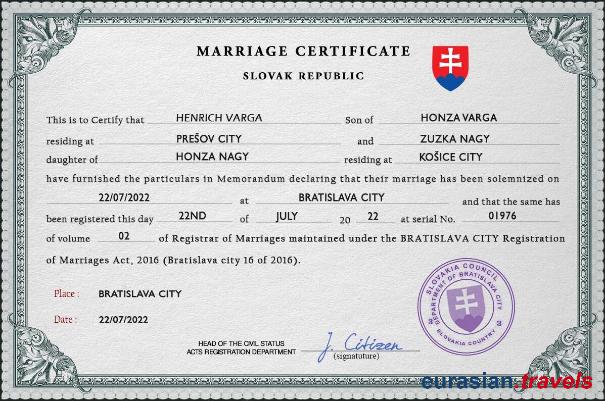 MARRIAGE CERTIFICATE
SLOVAK REPUBLIC
This is to Certify that HENRICH VARGA Son of HONZA VARGA
residing at PREŠOV CITY and ZUZKA NAGY
daughter of HONZA NAGY residing at KOŠICE CITY
have furnished the particulars in Memorandum declaring that their marriage has been solemnized on
22/07/2022 at BRATISLAVA CITY and that the same has
been registered this day 22ND of JULY 20 22 at serial No. 01976
of volume 02 of Registrar of Marriages maintained under the BRATISLAVA CITY Registration
of Marriages Act, 2016 (Bratislava city 16 of 2016).
Place : BRATISLAVA CITY
Date : 22/07/2022
HEAD OF THE CIVIL STATUS
ACTS REGISTRATION DEPARTMENT
J. Citizen
(signatuture)
SLOVAKIA COUNCIL
DEPARTMENT OF BRATISLAVA CITY
SLOVAKIA COUNTRY
eurasian.travels